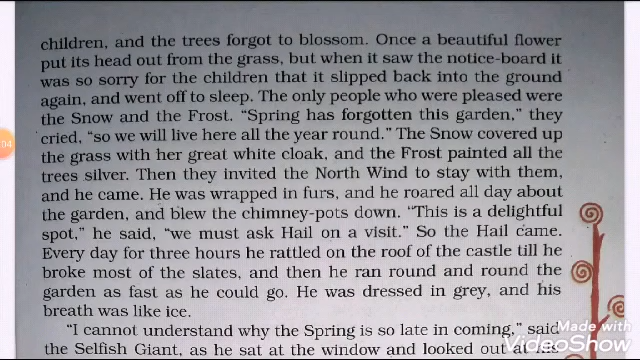 children, and the trees forgot to blossom. Once a beautiful flower
put its head out from the grass, but when it saw the notice-board it
was so sorry for the children that it slipped back into the ground
again, and went off to sleep. The only people who were pleased were
the Snow and the Frost. “Spring has forgotten this garden,” they
cried, “so we will live here all the year round.” The Snow covered up
the grass with her great white cloak, and the Frost painted all the
trees silver. Then they invited the North Wind to stay with them,
and he came. He was wrapped in furs, and he roared all day about
the garden, and blew the chimney-pots down. “This is a delightful
spot,” he said, “we must ask Hail on a visit.” So the Hail came.
Every day for three hours he rattled on the roof of the castle till he
broke most of the slates, and then he ran round and round the
garden as fast as he could go. He was dressed in grey, and his
breath was like ice.
“I cannot understand why the Spring is so late in coming,” said
the Selfish Giant, as he sat at the window and looked out at his
04
Made with
VideoShow